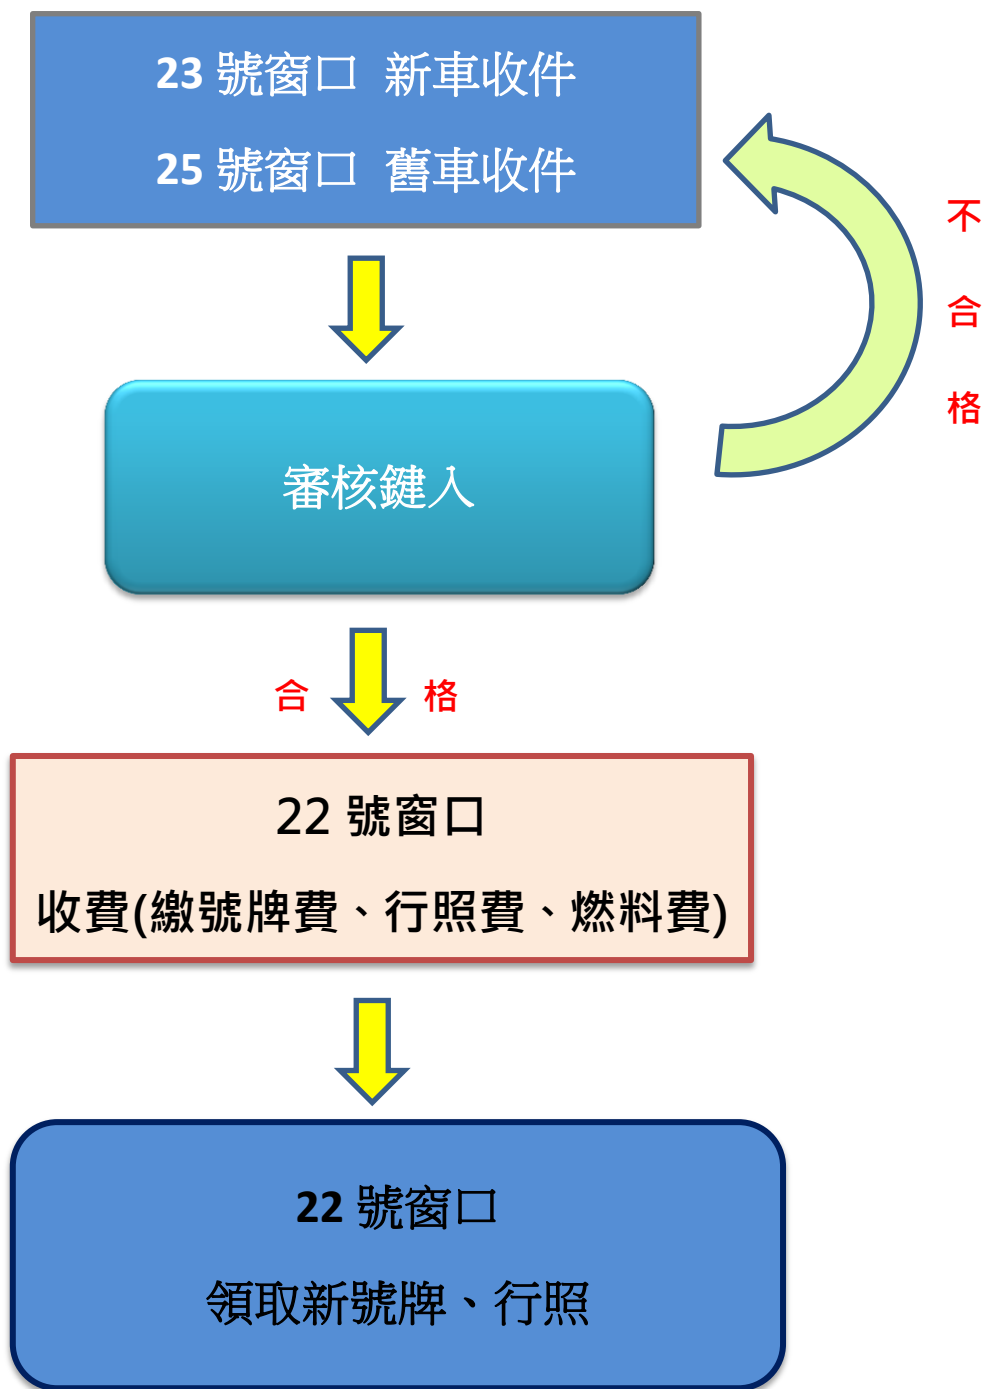 23 號窗口 新車收件
25 號窗口 舊車收件
不
合
格
審核鍵入
合 格
22 號窗口
收費(繳號牌費、行照費、燃料費)
22 號窗口
領取新號牌、行照